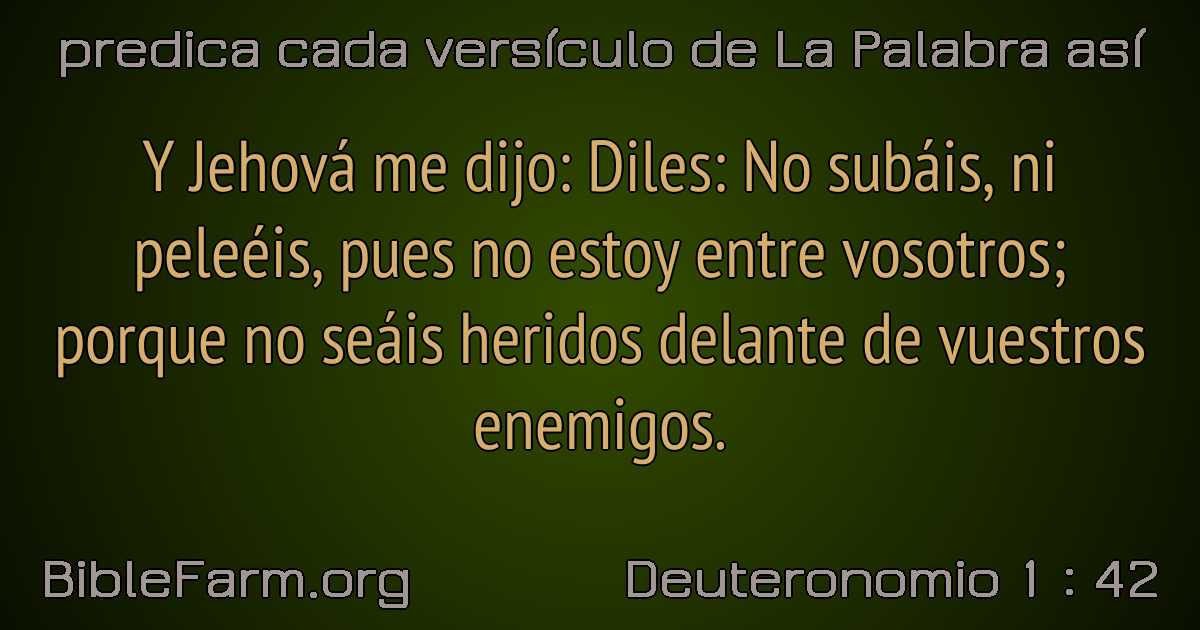 predica cada versículo de La Palabra así
Y Jehová me dijo: Diles: No subáis, ni
peleéis, pues no estoy entre vosotros;
porque no seáis heridos delante de vuestros
enemigos.
BibleFarm.org
Deuteronomio 1 : 42